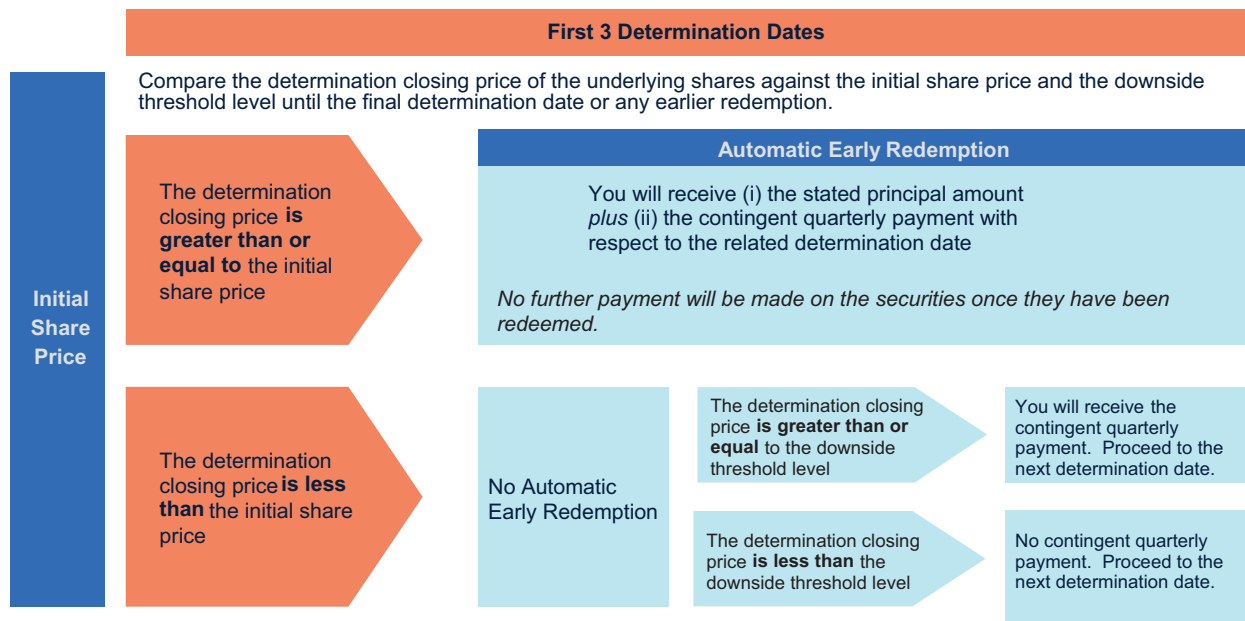 First 3 Determination Dates
Compare the determination closing price of the underlying shares against the initial share price and the downside
threshold level until the final determination date or any earlier redemption.
Initial
Share
Price
The determination
closing price is
greater than or
equal to the initial
share price
Automatic Early Redemption
You will receive (i) the stated principal amount
plus (ii) the contingent quarterly payment with
respect to the related determination date
No further payment will be made on the securities once they have been
redeemed.
The determination
closing price is less
than the initial share
price
No Automatic
Early Redemption
The determination closing
price is greater than or
equal to the downside
threshold level
You will receive the
contingent quarterly
payment.  Proceed to the
next determination date.
The determination closing
price is less than the
downside threshold level
No contingent quarterly
payment.  Proceed to the
next determination date.